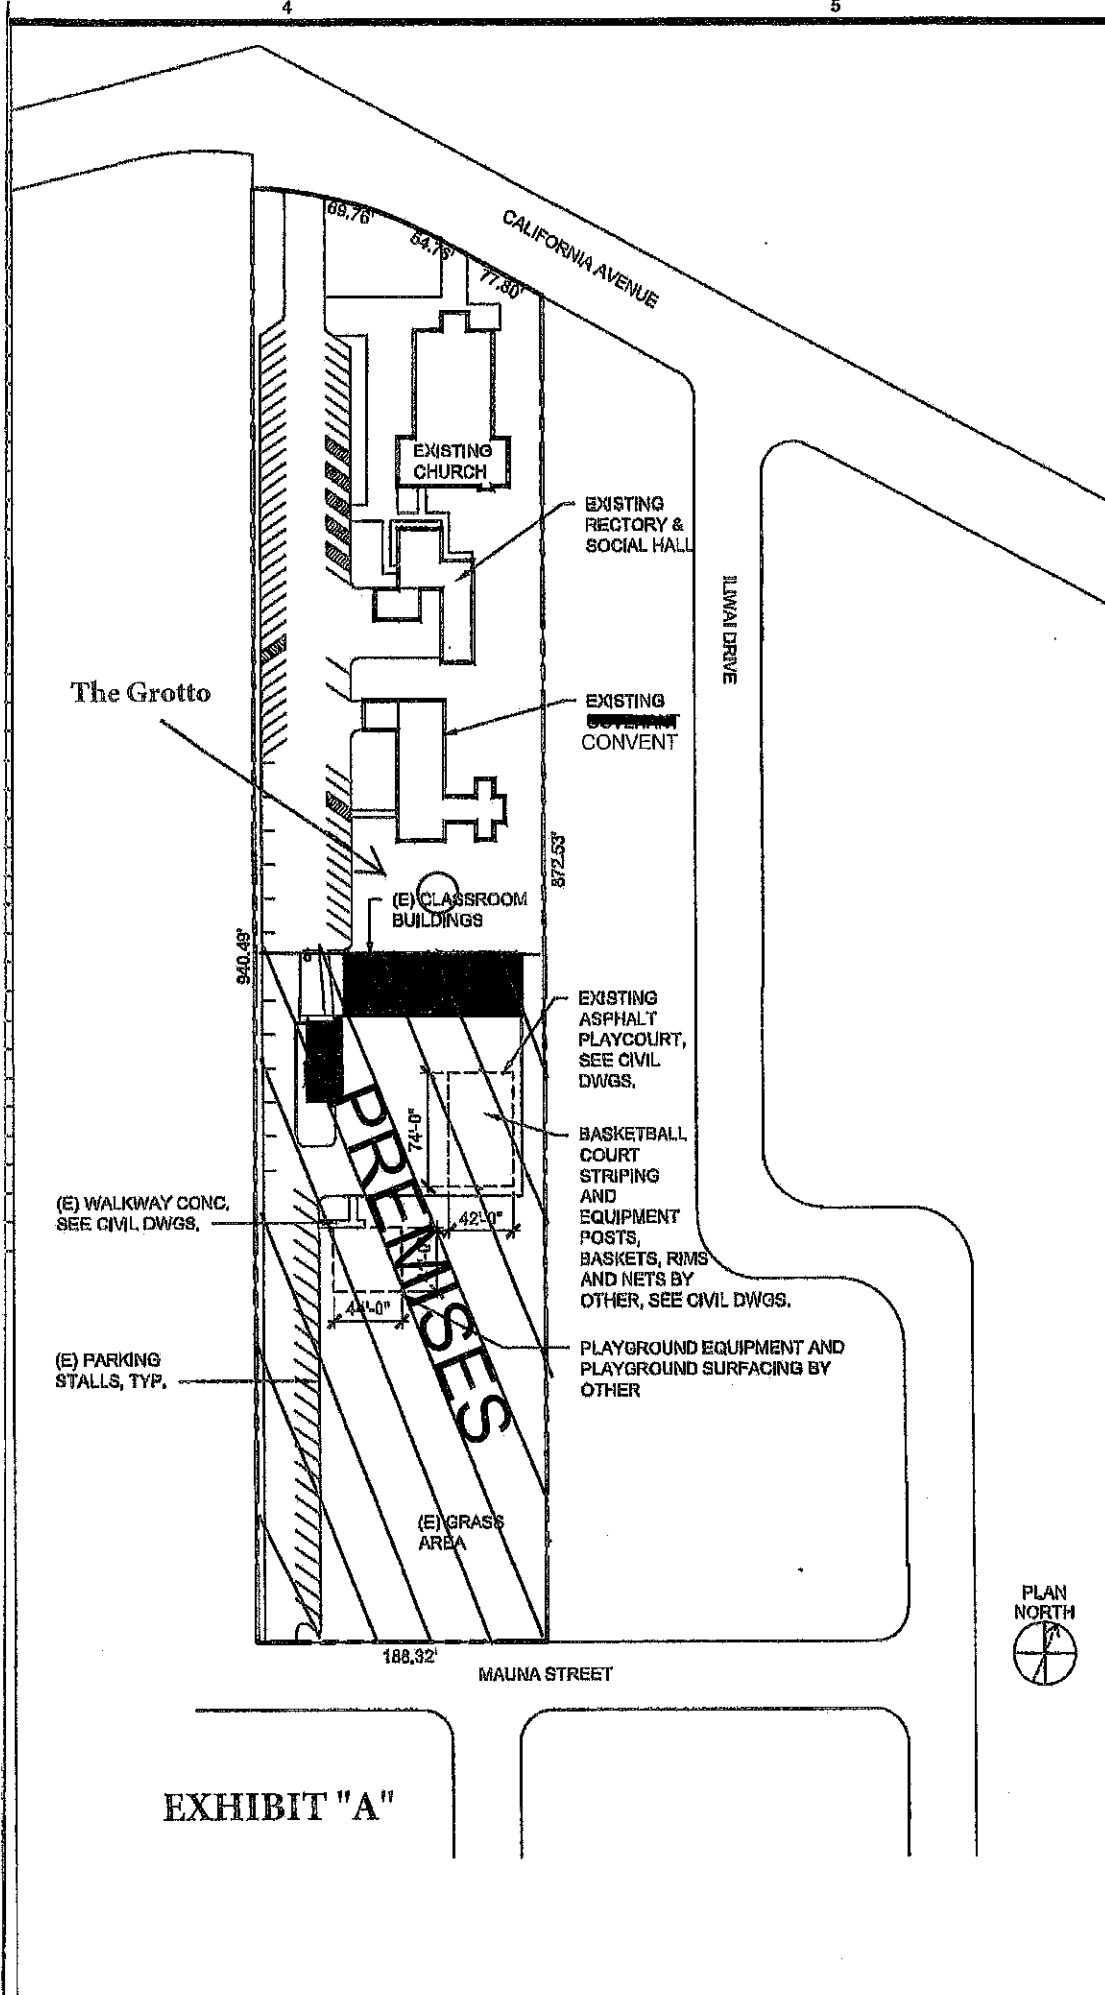 4
5
CALIFORNIA AVENUE
69.76'
54.78'
77.80'
EXISTING
CHURCH
EXISTING
RECTORY &
SOCIAL HALL
ILIWAI DRIVE
The Grotto
EXISTING
CONVENT
872.53'
(E) CLASSROOM
BUILDINGS
940.49'
EXISTING
ASPHALT
PLAYCOURT,
SEE CIVIL
DWGS.
74'-0"
BASKETBALL
COURT
STRIPING
AND
EQUIPMENT
POSTS,
BASKETS, RIMS
AND NETS BY
OTHER, SEE CIVIL DWGS.
(E) WALKWAY CONC.
SEE CIVIL DWGS.
42'-0"
44'-0"
PREMISES
PLAYGROUND EQUIPMENT AND
PLAYGROUND SURFACING BY
OTHER
(E) PARKING
STALLS, TYP.
(E) GRASS
AREA
PLAN
NORTH
188.32'
MAUNA STREET
EXHIBIT "A"